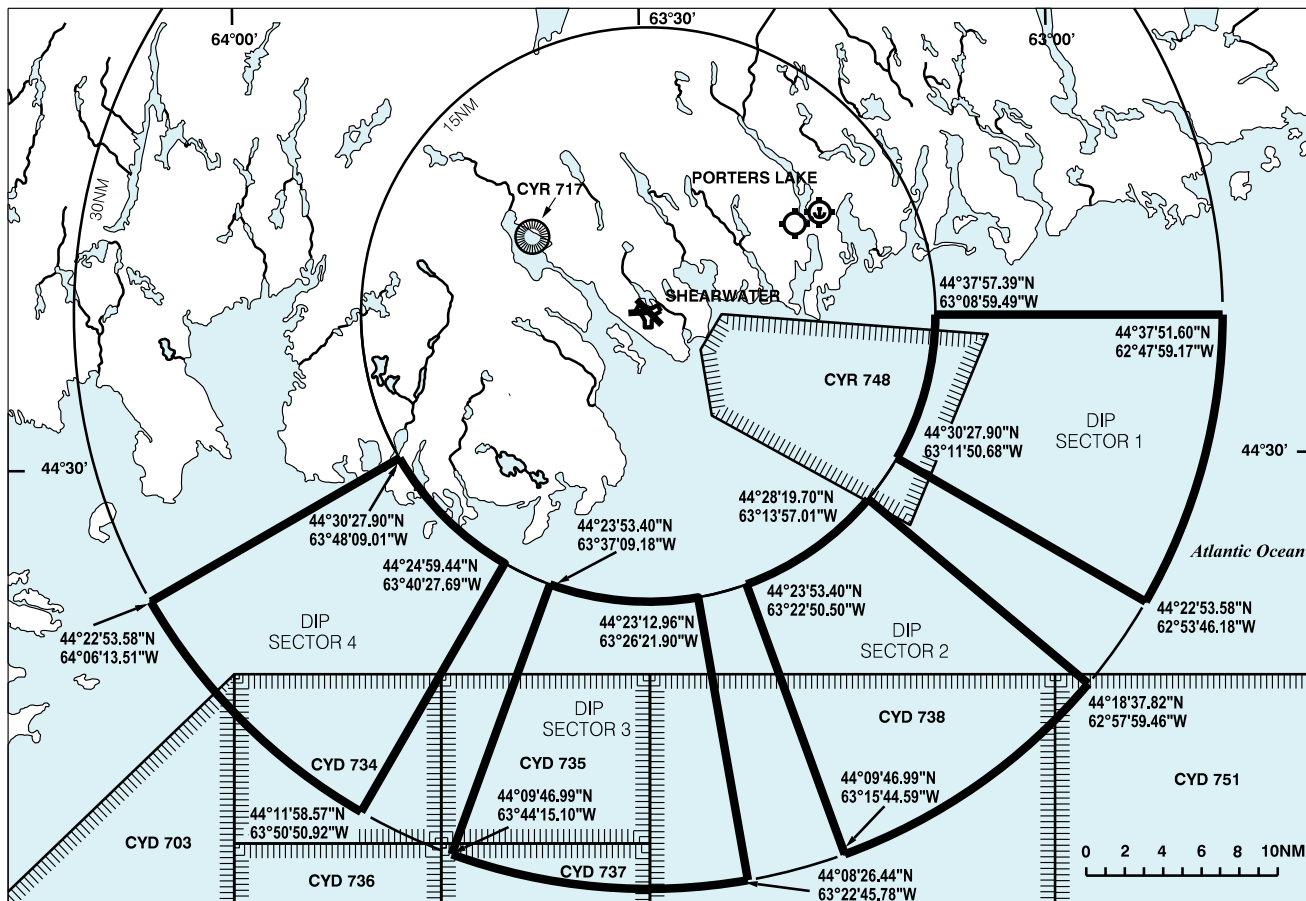 64°00'
63°30'
63°00'
15NM
30NM
CYR 717
PORTERS LAKE
SHEARWATER
44°37'57.39"N
63°08'59.49"W
44°37'51.60"N
62°47'59.17"W
CYR 748
DIP
SECTOR 1
44°30'27.90"N
63°11'50.68"W
44°30'
44°30'
44°28'19.70"N
63°13'57.01"W
44°30'27.90"N
63°48'09.01"W
44°23'53.40"N
63°37'09.18"W
44°24'59.44"N
63°40'27.69"W
Atlantic Ocean
44°23'53.40"N
63°22'50.50"W
44°23'12.96"N
63°26'21.90"W
44°22'53.58"N
62°53'46.18"W
44°22'53.58"N
64°06'13.51"W
DIP
SECTOR 4
DIP
SECTOR 2
44°18'37.82"N
62°57'59.46"W
DIP
SECTOR 3
CYD 738
CYD 734
CYD 735
CYD 751
44°09'46.99"N
63°15'44.59"W
44°09'46.99"N
63°44'15.10"W
44°11'58.57"N
63°50'50.92"W
CYD 703
CYD 736
CYD 737
44°08'26.44"N
63°22'45.78"W
0 2 4 6 8 10NM